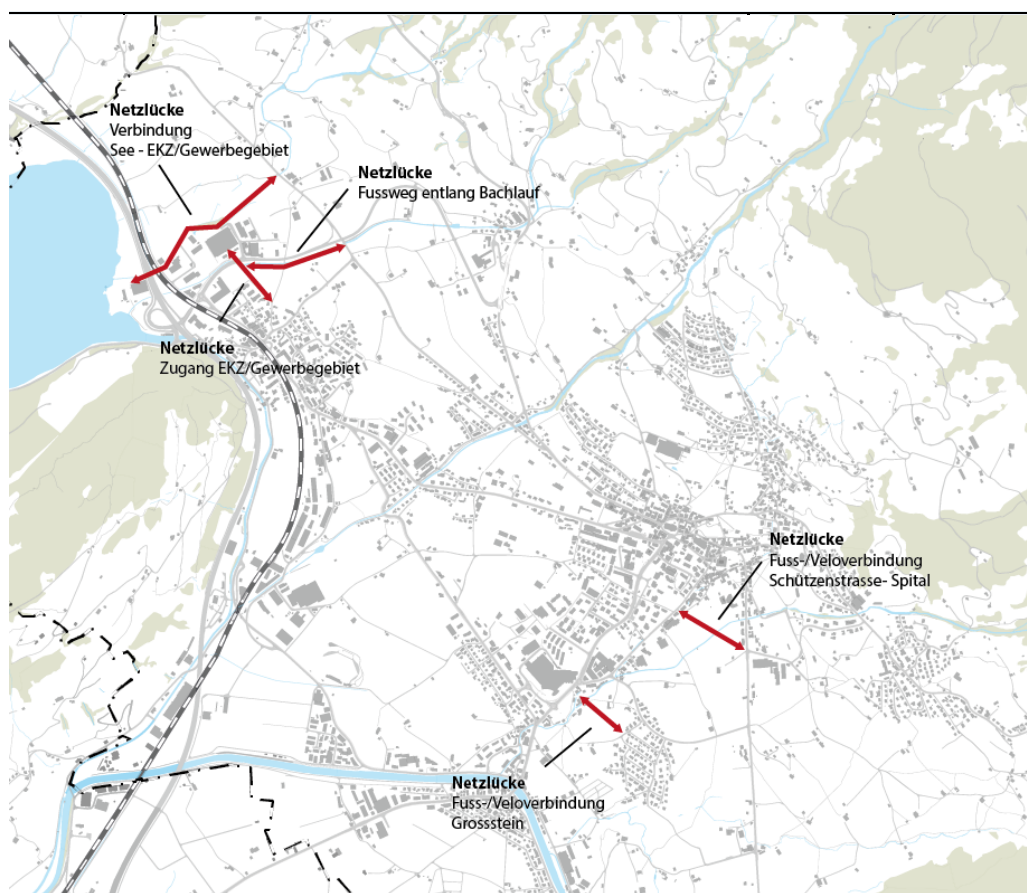 Netzlücke
Verbindung
See - EKZ/Gewerbegebiet
Netzlücke
Fussweg entlang Bachlauf
Netzlücke
Zugang EKZ/Gewerbegebiet
Netzlücke
Fuss-/Veloverbindung
Schützenstrasse- Spital
Netzlücke
Fuss-/Veloverbindung
Grossstein